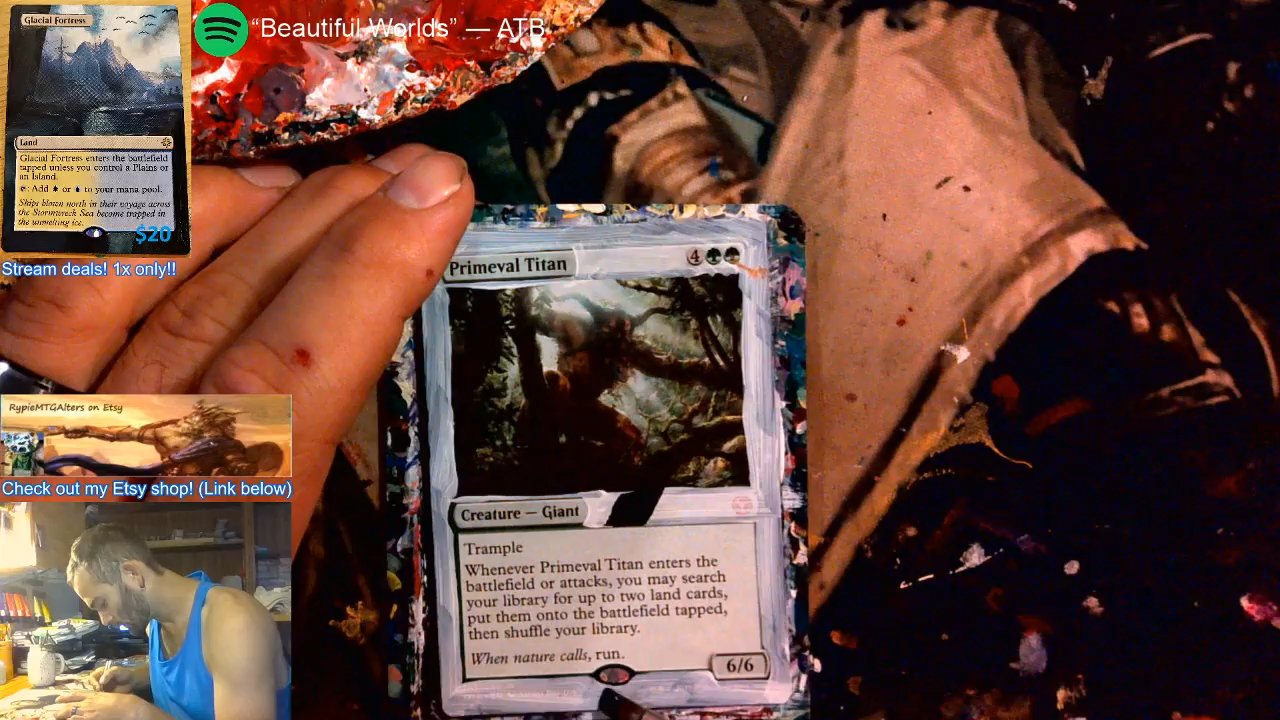 Glacial Fortress
Land
Glacial Fortress enters the battlefield
tapped unless you control a Plains or
an Island.
: Add or to your mana pool.
Ships blown north in their voyage across
the Stormwreck Sea become trapped in
the unmelting ice.
$20
Stream deals! 1x only!!
"Beautiful Worlds" — ATB
RypieMTGAlters on Etsy
Check out my Etsy shop! (Link below)
Primeval Titan
4
Creature — Giant
Trample
Whenever Primeval Titan enters the
battlefield or attacks, you may search
your library for up to two land cards,
put them onto the battlefield tapped,
then shuffle your library.
When nature calls, run.
6/6